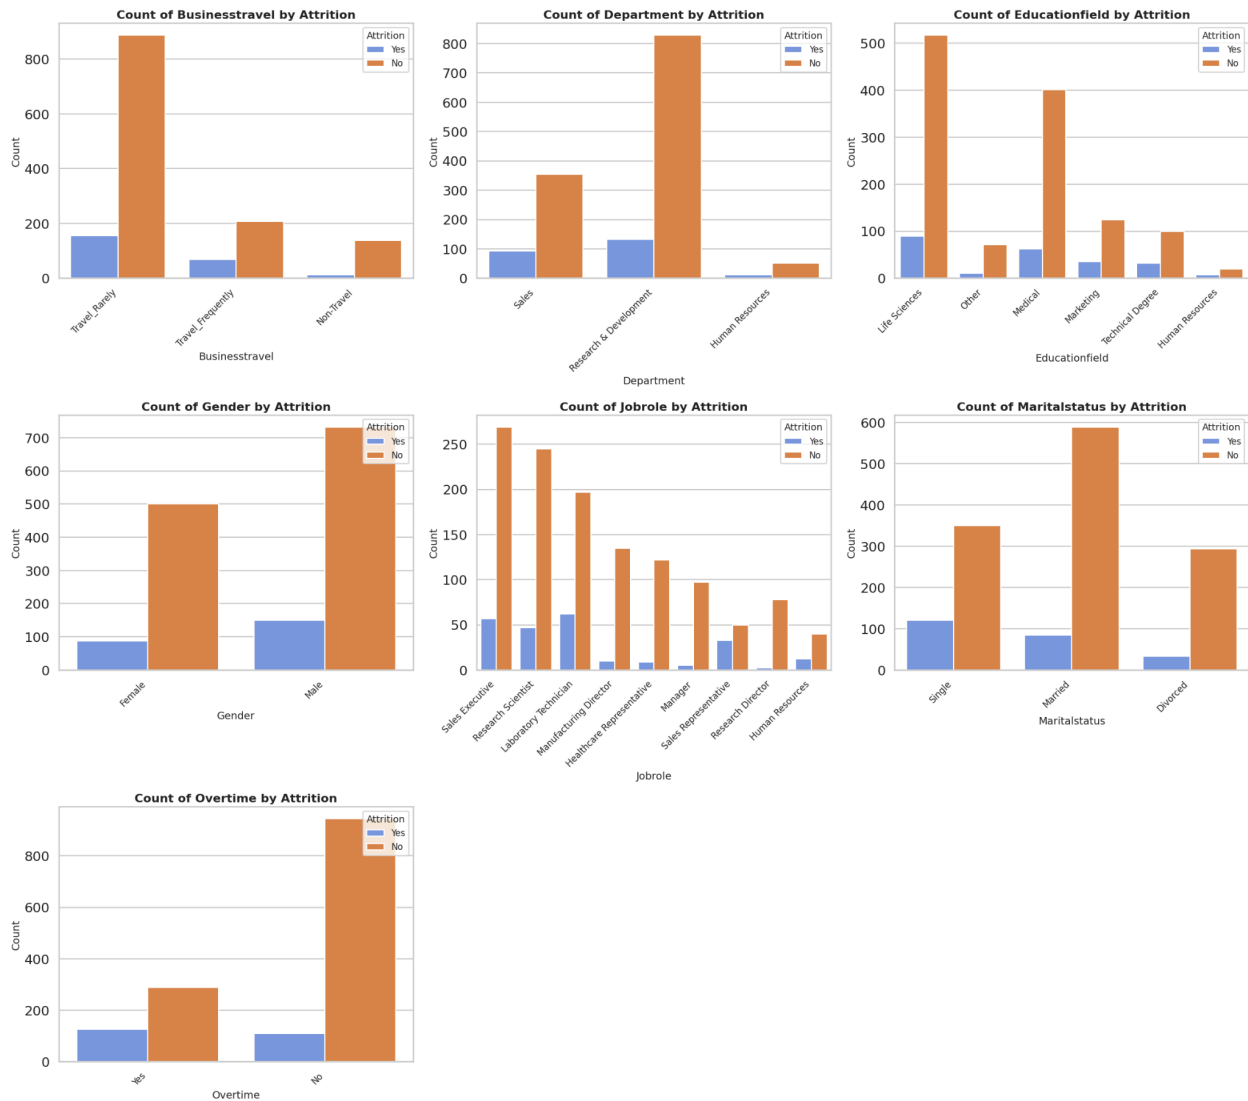 Count of Businesstravel by Attrition
Attrition
Yes
No
800
600
400
200
0
Count
Travel_Rarely
Travel_Frequently
Non-Travel
Businesstravel
Count of Department by Attrition
Attrition
Yes
No
800
700
600
500
400
300
200
100
0
Count
Sales
Research & Development
Human Resources
Department
Count of Educationfield by Attrition
Attrition
Yes
No
500
400
300
200
100
0
Count
Life Sciences
Other
Medical
Marketing
Technical Degree
Human Resources
Educationfield
Count of Gender by Attrition
Attrition
Yes
No
700
600
500
400
300
200
100
0
Count
Female
Male
Gender
Count of Jobrole by Attrition
Attrition
Yes
No
250
200
150
100
50
0
Count
Sales Executive
Research Scientist
Laboratory Technician
Manufacturing Director
Healthcare Representative
Manager
Sales Representative
Research Director
Human Resources
Jobrole
Count of Maritalstatus by Attrition
Attrition
Yes
No
600
500
400
300
200
100
0
Count
Single
Married
Divorced
Maritalstatus
Count of Overtime by Attrition
Attrition
Yes
No
800
600
400
200
0
Count
Yes
No
Overtime